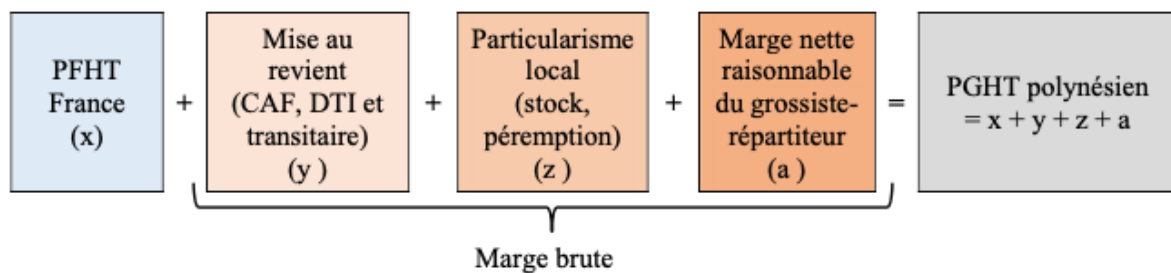 PFHT
France
(x)
+
Mise au
revient
(CAF, DTI et
transitaire)
(y )
+
Particularisme
local
(stock,
péremption)
(z )
+
Marge nette
raisonnable
du grossiste-
répartiteur
(a )
=
PGHT polynésien
= x + y + z + a
Marge brute